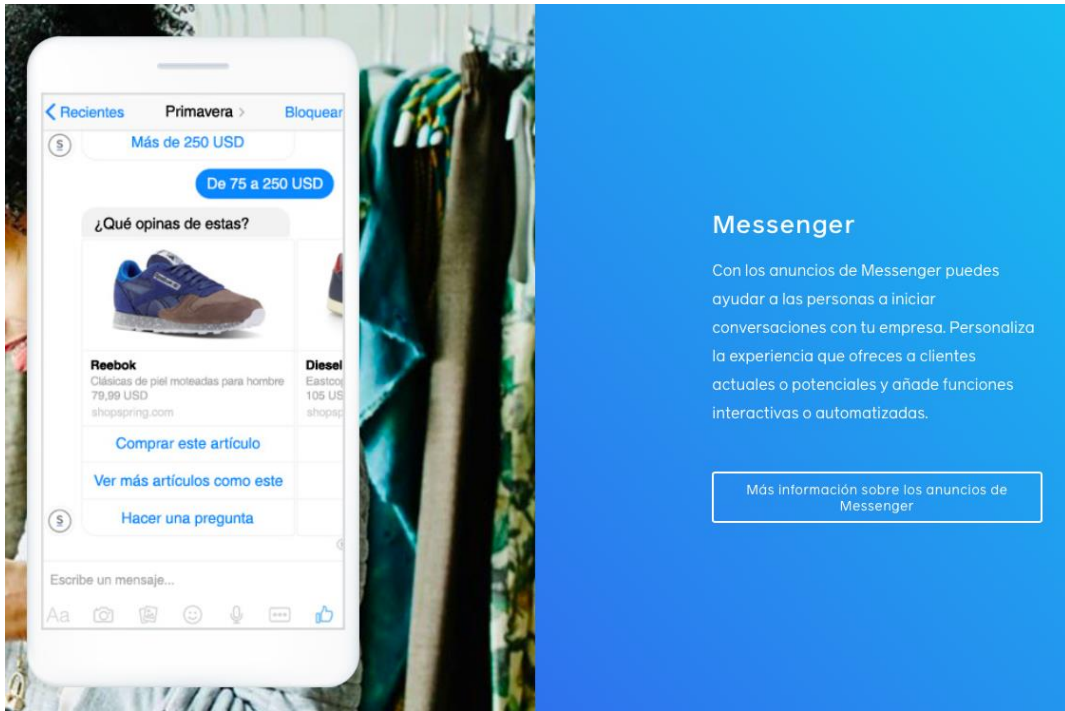 Recientes
Primavera
Bloquear
Más de 250 USD
De 75 a 250 USD
¿Qué opinas de estas?
Reebok
Clásicas de piel moteadas para hombre
79,99 USD
shopspring.com
Diesel
105 US
Comprar este artículo
Ver más artículos como este
Hacer una pregunta
Escribe un mensaje...
Aa
Messenger
Con los anuncios de Messenger puedes
ayudar a las personas a iniciar
conversaciones con tu empresa. Personaliza
la experiencia que ofreces a clientes
actuales o potenciales y añade funciones
interactivas o automatizadas.
Más información sobre los anuncios de
Messenger